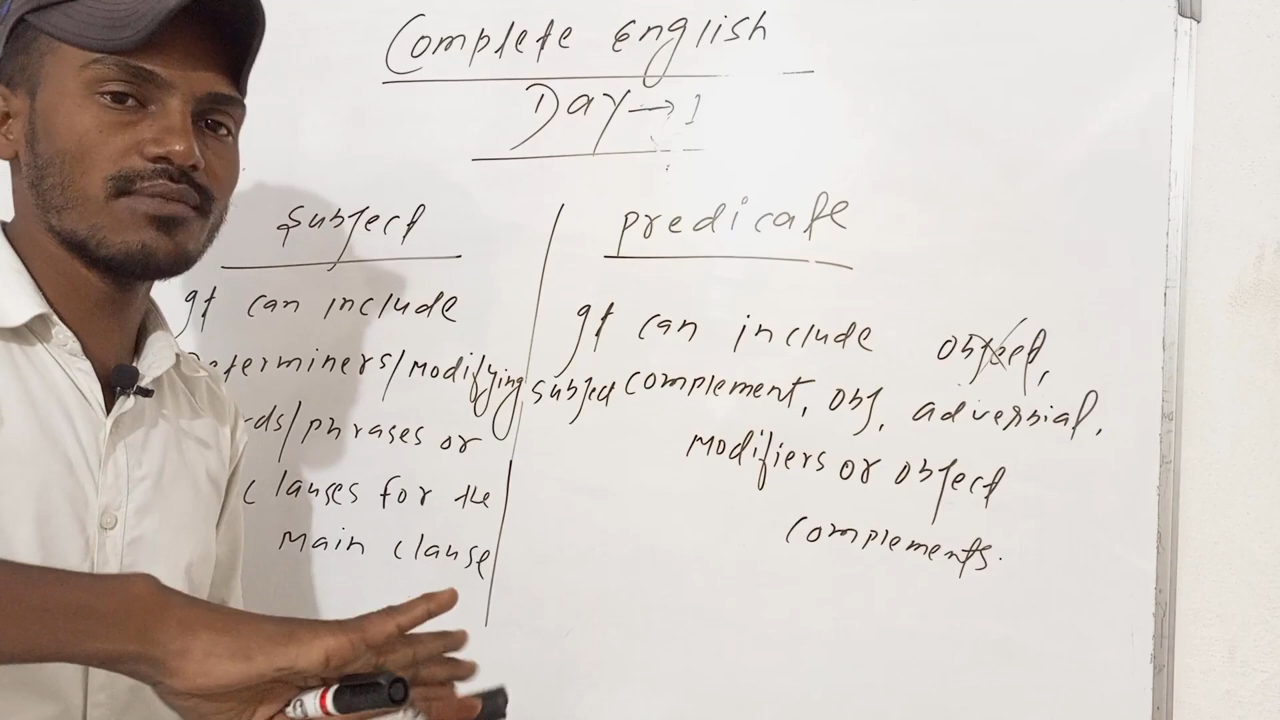 Complete English
Day → 1
Subject
It can include
Determiners/Modifying
/phrases or
clauses for the
Main clause
predicate
It can include object,
subject complement, obj, adverbial,
Modifiers or object
complements.